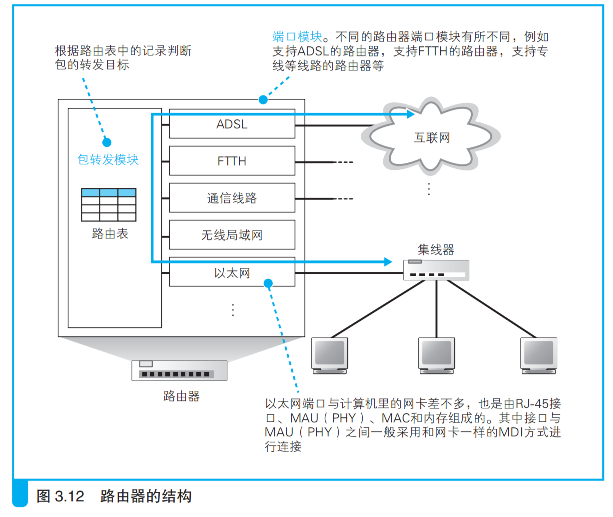 根据路由表中的记录判断
包的转发目标
端口模块。不同的路由器端口模块有所不同，例如
支持ADSL的路由器，支持FTTH的路由器，支持专
线等线路的路由器等
包转发模块
路由表
ADSL
FTTH
通信线路
无线局域网
以太网
互联网
集线器
路由器
以太网端口与计算机里的网卡差不多，也是由RJ-45接
口、MAU（PHY）、MAC和内存组成的。其中接口与
MAU（PHY）之间一般采用和网卡一样的MDI方式进
行连接
图 3.12 路由器的结构